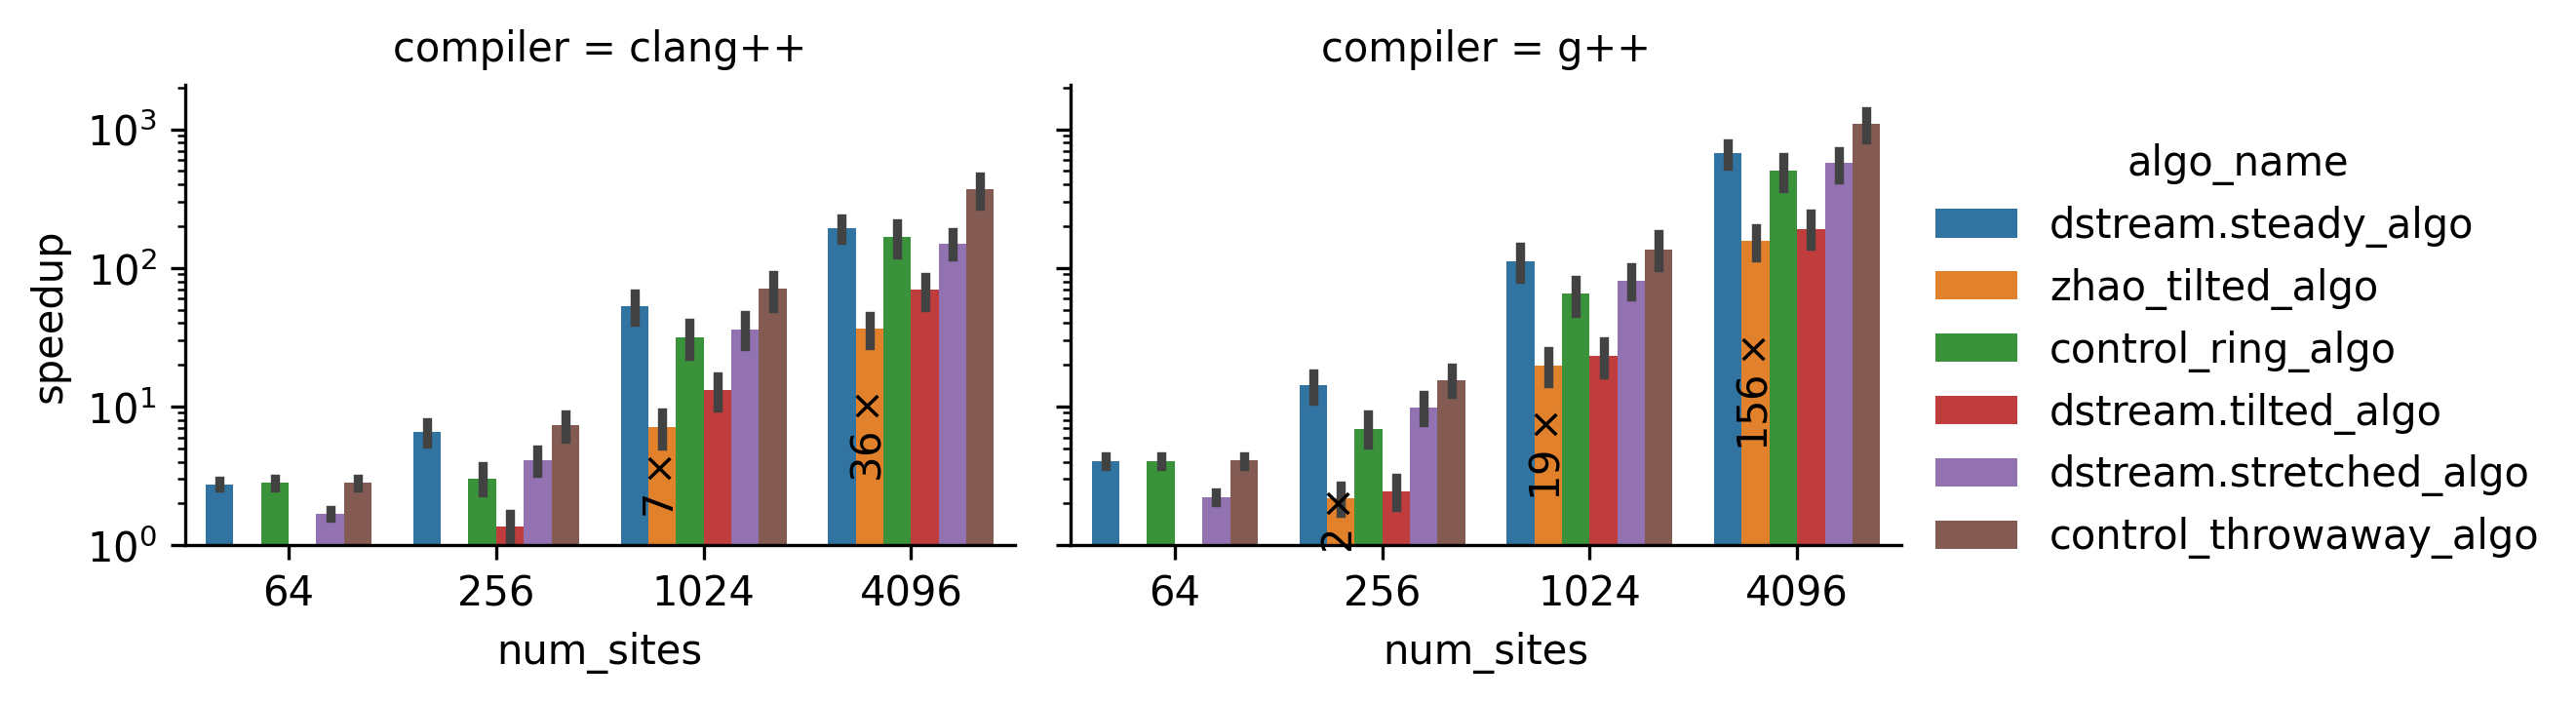 compiler = clang++
compiler = g++
speedup
10³
10²
10¹
10⁰
7×
36×
2×
19×
156×
64
256
1024
4096
64
256
1024
4096
num_sites
num_sites
algo_name
dstream.steady_algo
zhao_tilted_algo
control_ring_algo
dstream.tilted_algo
dstream.stretched_algo
control_throwaway_algo